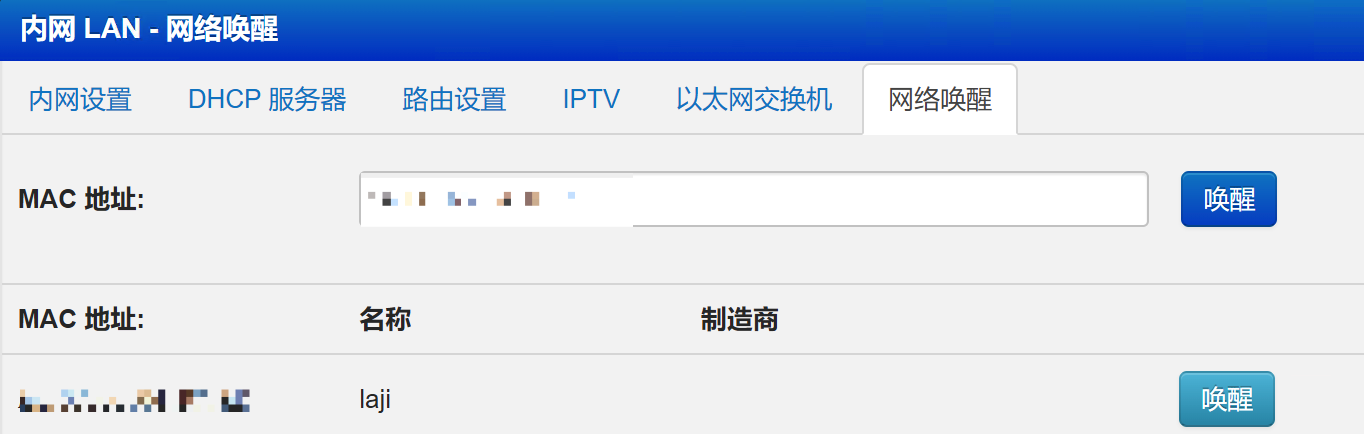 内网 LAN - 网络唤醒
内网设置 DHCP 服务器 路由设置 IPTV 以太网交换机 网络唤醒
MAC 地址: 唤醒
MAC 地址: 名称 制造商
laji 唤醒